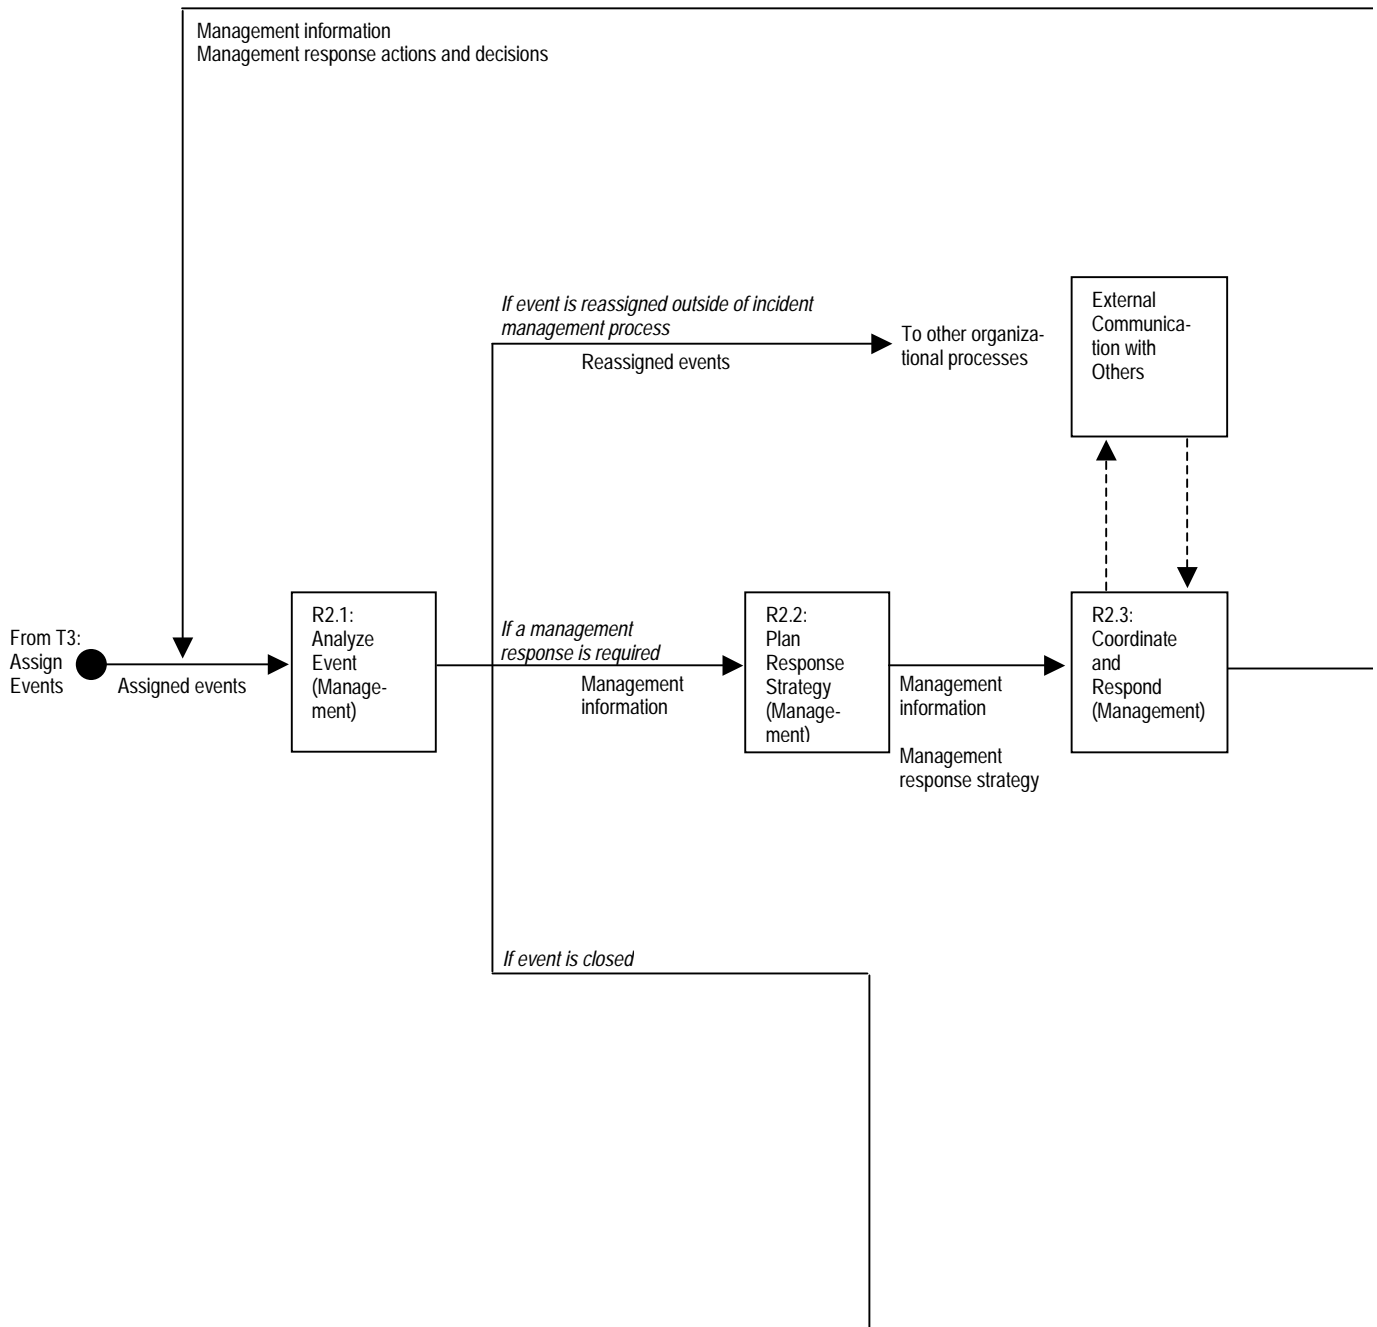 Management information
Management response actions and decisions
If event is reassigned outside of incident
management process
Reassigned events
To other organiza-
tional processes
External
Communica-
tion with
Others
From T3:
Assign
Events
Assigned events
R2.1:
Analyze
Event
(Manage-
ment)
If a management
response is required
Management
information
R2.2:
Plan
Response
Strategy
(Manage-
ment)
Management
information
Management
response strategy
R2.3:
Coordinate
and
Respond
(Management)
If event is closed